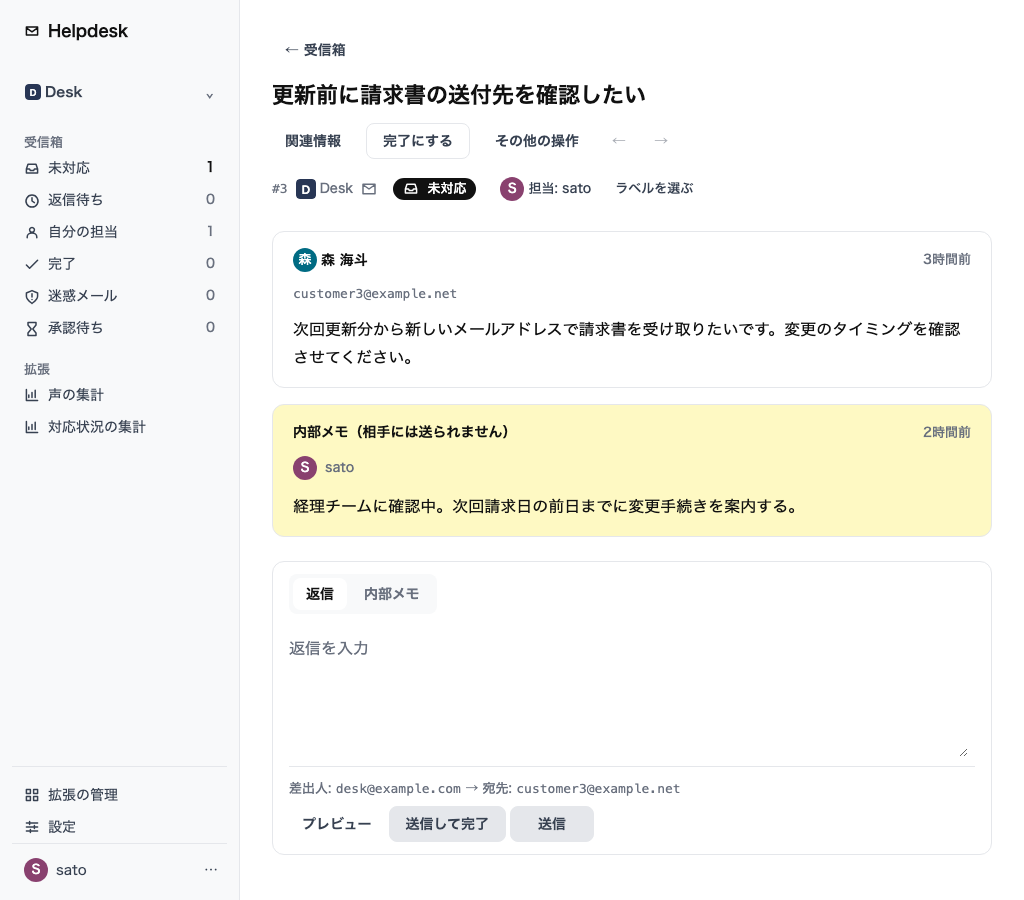 Helpdesk
D Desk
受信箱
未対応 1
返信待ち 0
自分の担当 1
完了 0
迷惑メール 0
承認待ち 0
拡張
声の集計
対応状況の集計
拡張の管理
設定
S sato …
← 受信箱
更新前に請求書の送付先を確認したい
関連情報 完了にする その他の操作 ← →
#3 D Desk 未対応 S 担当: sato ラベルを選ぶ
森 森 海斗 3時間前
customer3@example.net
次回更新分から新しいメールアドレスで請求書を受け取りたいです。変更のタイミングを確認
させてください。
内部メモ（相手には送られません） 2時間前
S sato
経理チームに確認中。次回請求日の前日までに変更手続きを案内する。
返信 内部メモ
返信を入力
差出人: desk@example.com → 宛先: customer3@example.net
プレビュー 送信して完了 送信